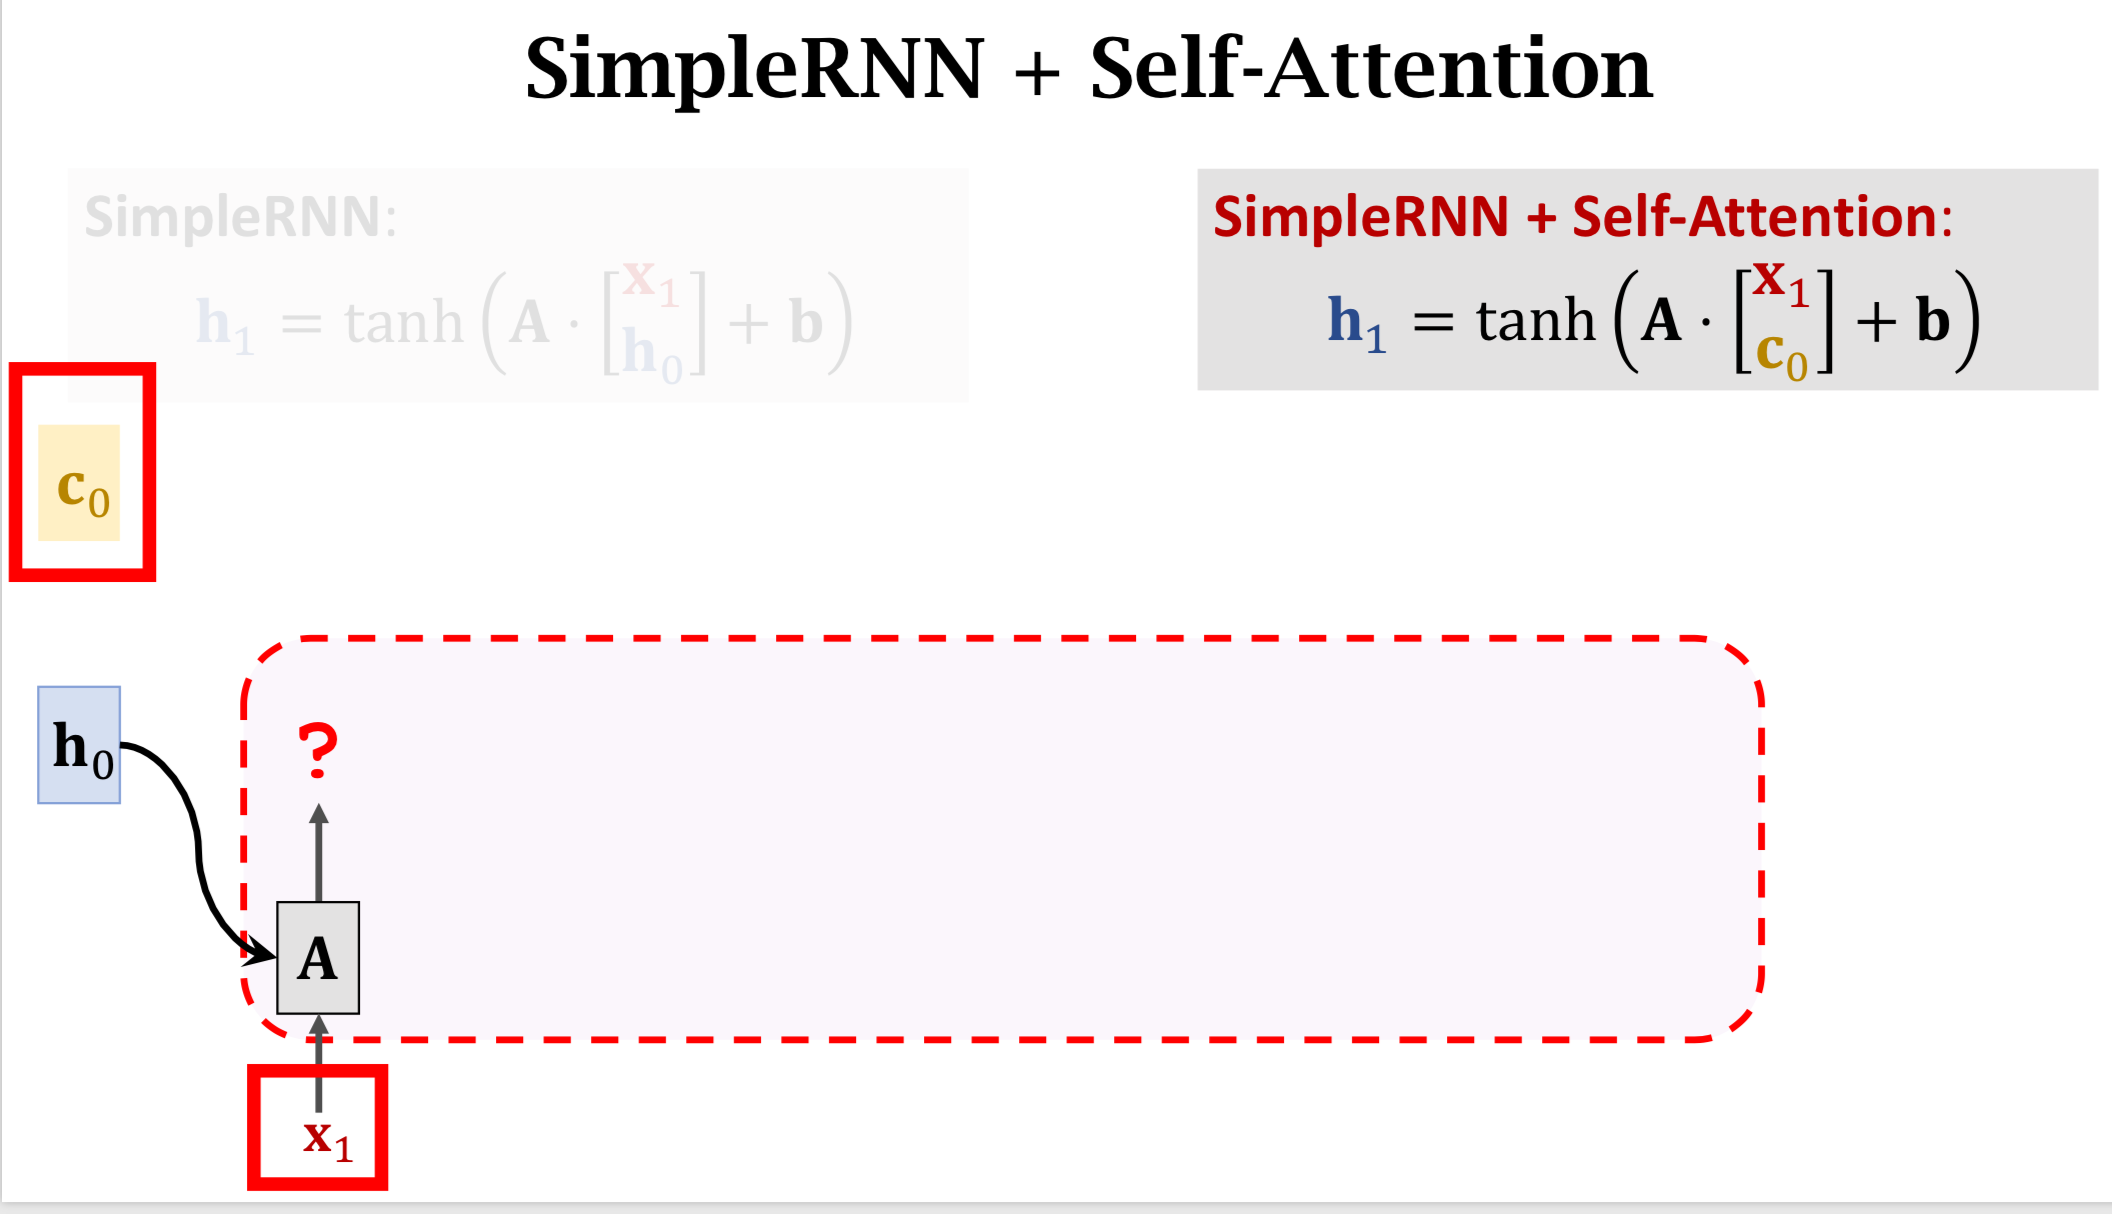 SimpleRNN + Self-Attention
SimpleRNN:
h₁ = tanh (A · [x₁ h₀] + b)
SimpleRNN + Self-Attention:
h₁ = tanh (A · [x₁ c₀] + b)
c₀
h₀
?
A
x₁